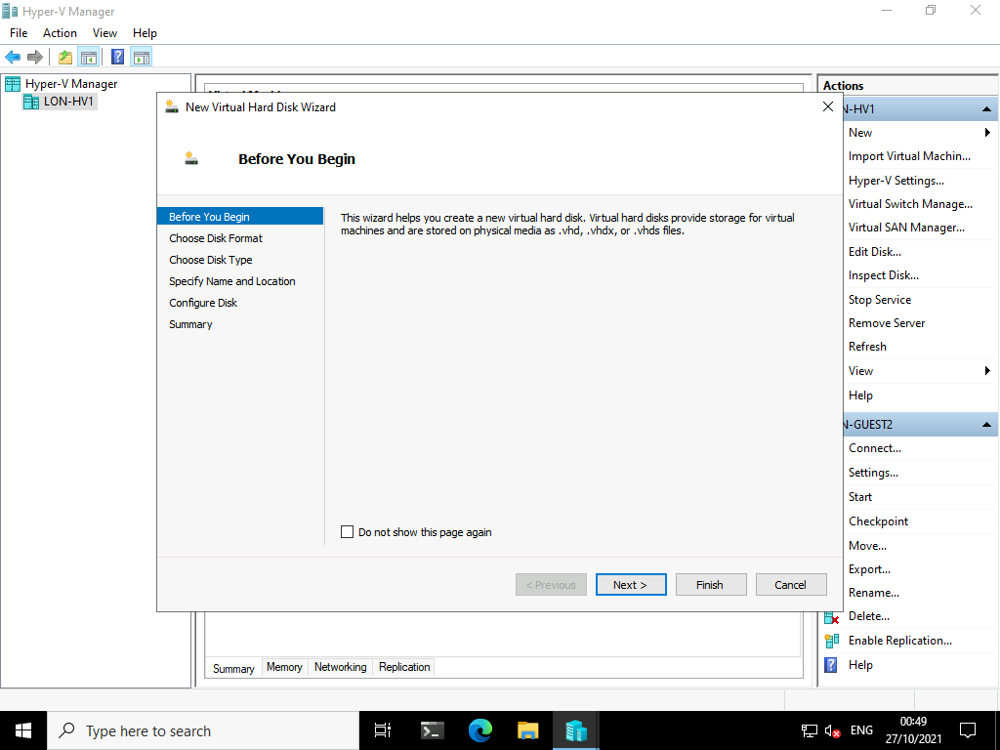 Hyper-V Manager
File Action View Help
Hyper-V Manager
LON-HV1
Actions
New Virtual Hard Disk Wizard
Before You Begin
Before You Begin
Choose Disk Format
Choose Disk Type
Specify Name and Location
Configure Disk
Summary
This wizard helps you create a new virtual hard disk. Virtual hard disks provide storage for virtual
machines and are stored on physical media as .vhd, .vhdx, or .vhds files.
Do not show this page again
< Previous Next > Finish Cancel
N-HV1
New
Import Virtual Machin...
Hyper-V Settings...
Virtual Switch Manage...
Virtual SAN Manager...
Edit Disk...
Inspect Disk...
Stop Service
Remove Server
Refresh
View
Help
N-GUEST2
Connect...
Settings...
Start
Checkpoint
Move...
Export...
Rename...
Delete...
Enable Replication...
Help
Summary Memory Networking Replication
Type here to search
ENG
00:49
27/10/2021